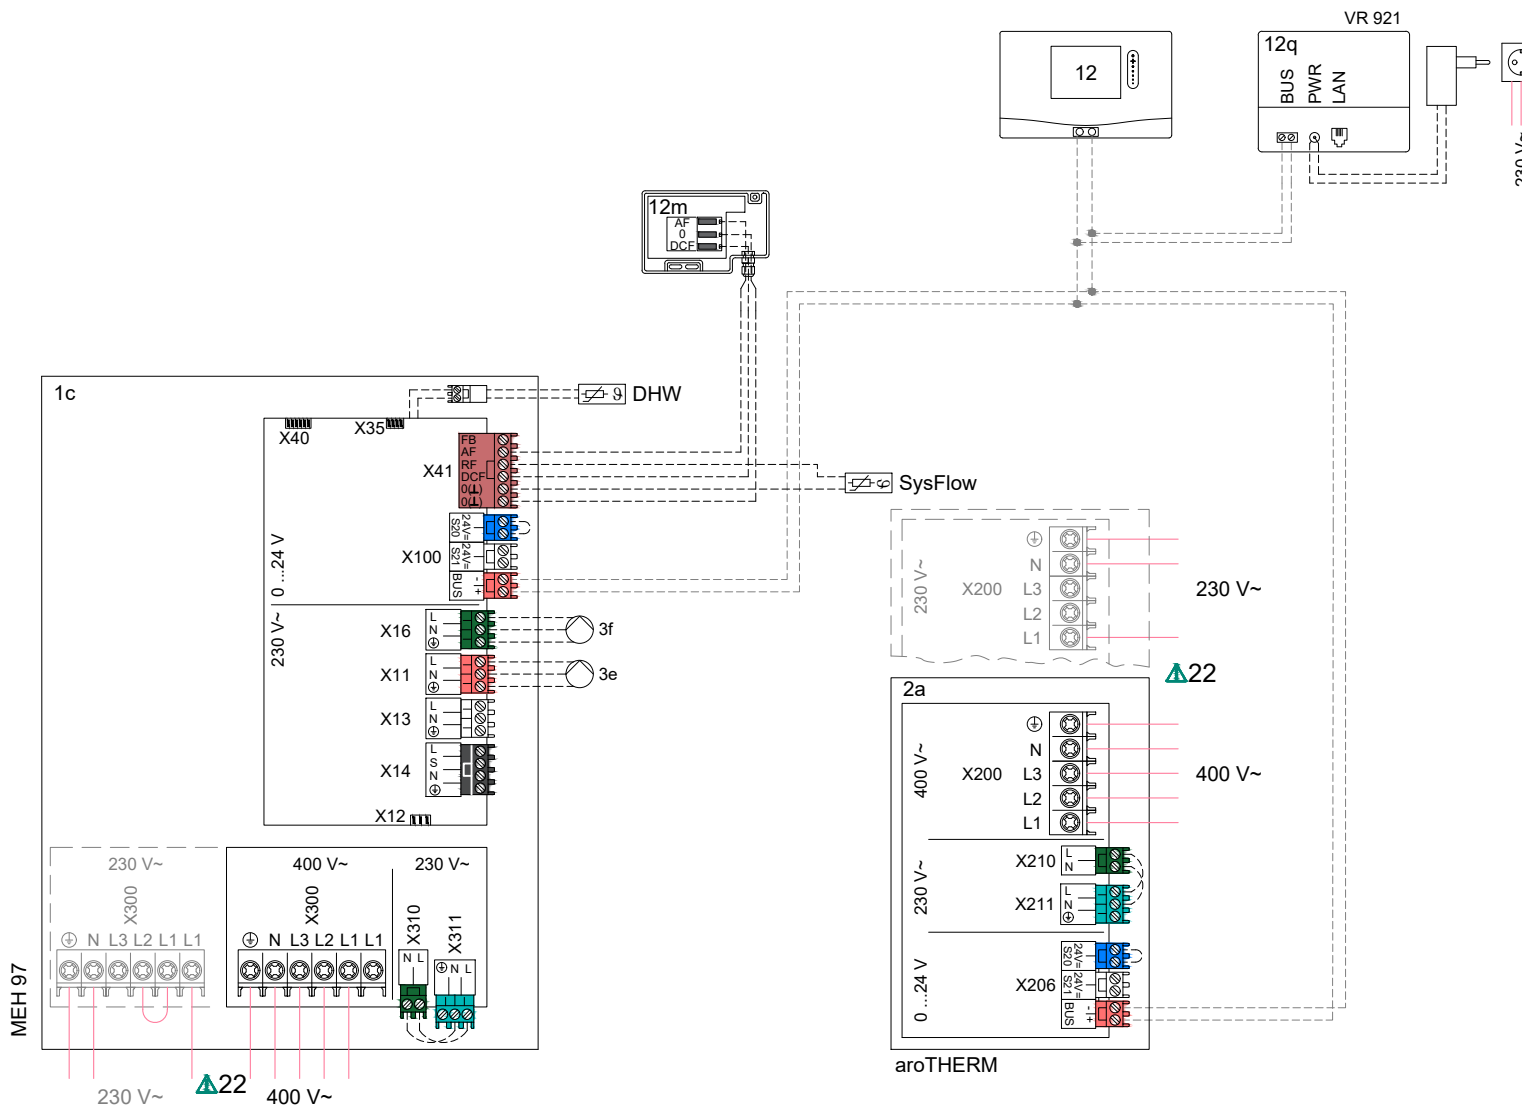 VR 921
12q
BUS
PWR
LAN
230 V~
12
12m
AF
0
DCF
1c
DHW
X40
X35
X41
FB
AF
RF
DCF
0(⊥)
0(⊥)
SysFlow
0 ...24 V
X100
S20
24V=
S21
24V=
BUS
-
+
230 V~
X16
L
N
3f
X11
L
N
3e
X13
L
N
X14
L
S
N
X12
230 V~
X300
N L3 L2 L1 L1
400 V~
X300
N L3 L2 L1 L1
230 V~
X310
N L
X311
N L
MEH 97
230 V~
22
400 V~
230 V~
X200
N
L3
L2
L1
230 V~
22
2a
400 V~
X200
N
L3
L2
L1
400 V~
230 V~
X210
L
N
X211
L
N
0 ...24 V
X206
S20
24V=
S21
24V=
BUS
-
+
aroTHERM